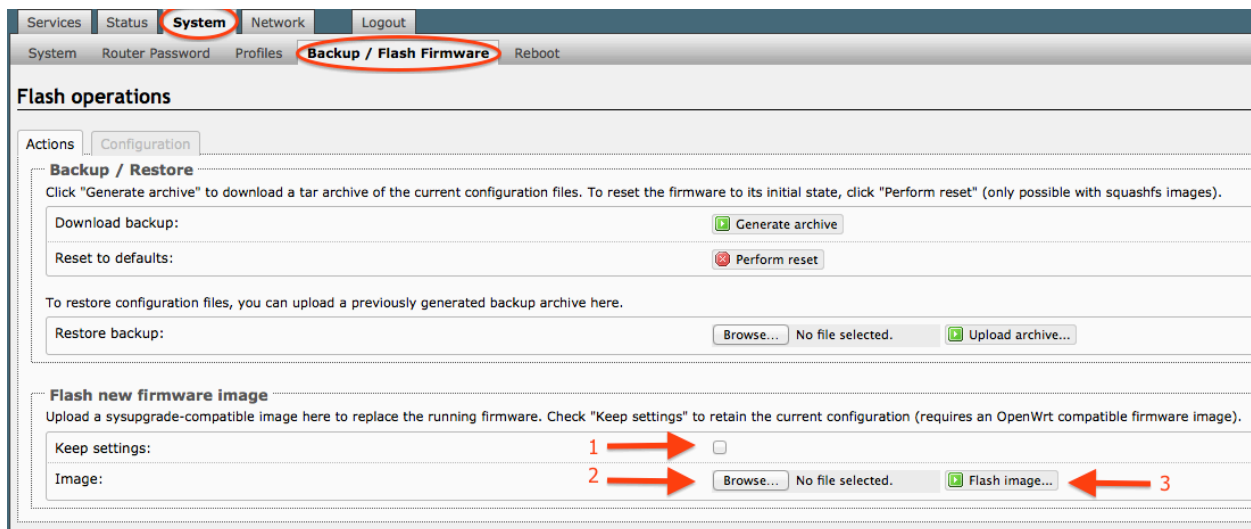 Services Status System Network Logout
System Router Password Profiles Backup / Flash Firmware Reboot
Flash operations
Actions Configuration
Backup / Restore
Click "Generate archive" to download a tar archive of the current configuration files. To reset the firmware to its initial state, click "Perform reset" (only possible with squashfs images).
Download backup: Generate archive
Reset to defaults: Perform reset
To restore configuration files, you can upload a previously generated backup archive here.
Restore backup: Browse... No file selected. Upload archive...
Flash new firmware image
Upload a sysupgrade-compatible image here to replace the running firmware. Check "Keep settings" to retain the current configuration (requires an OpenWrt compatible firmware image).
Keep settings: 1
Image: 2 Browse... No file selected. Flash image... 3